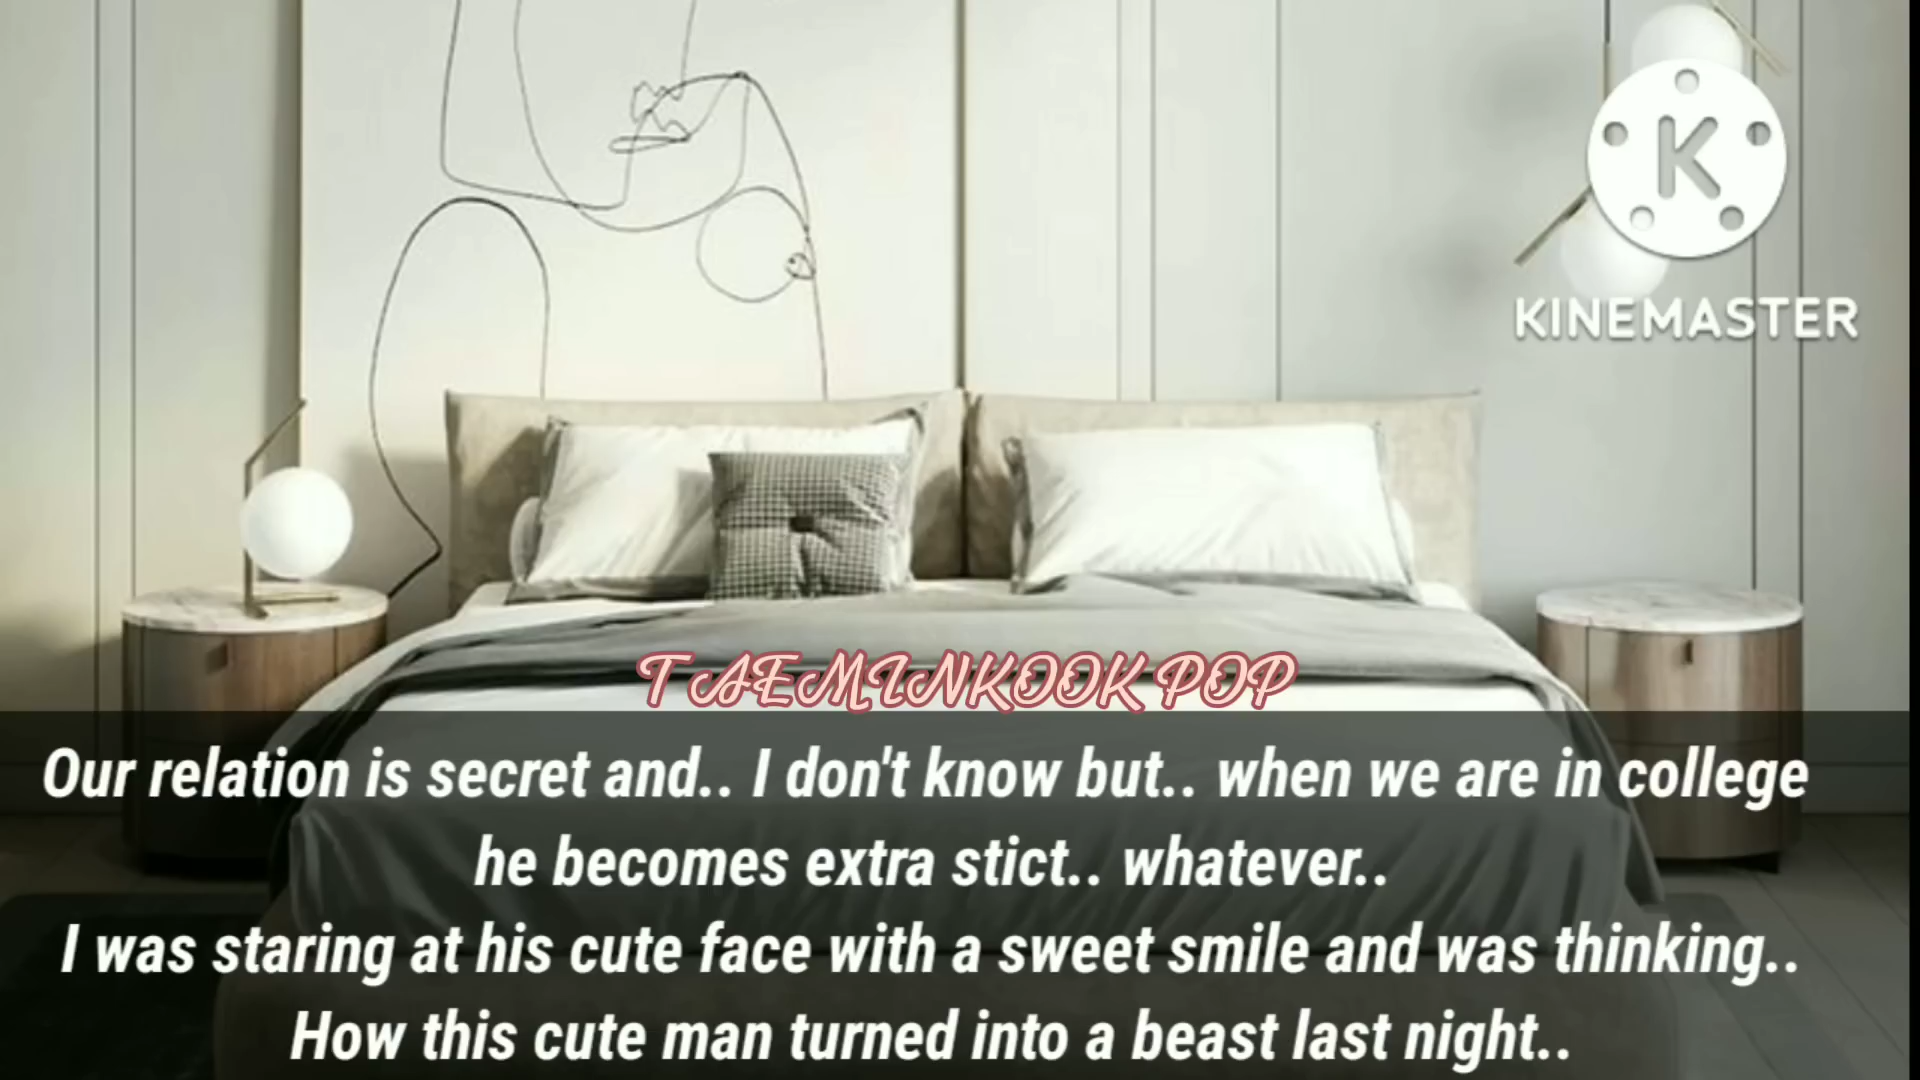 K
KINEMASTER
TAEMINKOOK POP
Our relation is secret and.. I don't know but.. when we are in college
he becomes extra stict.. whatever..
I was staring at his cute face with a sweet smile and was thinking..
How this cute man turned into a beast last night..